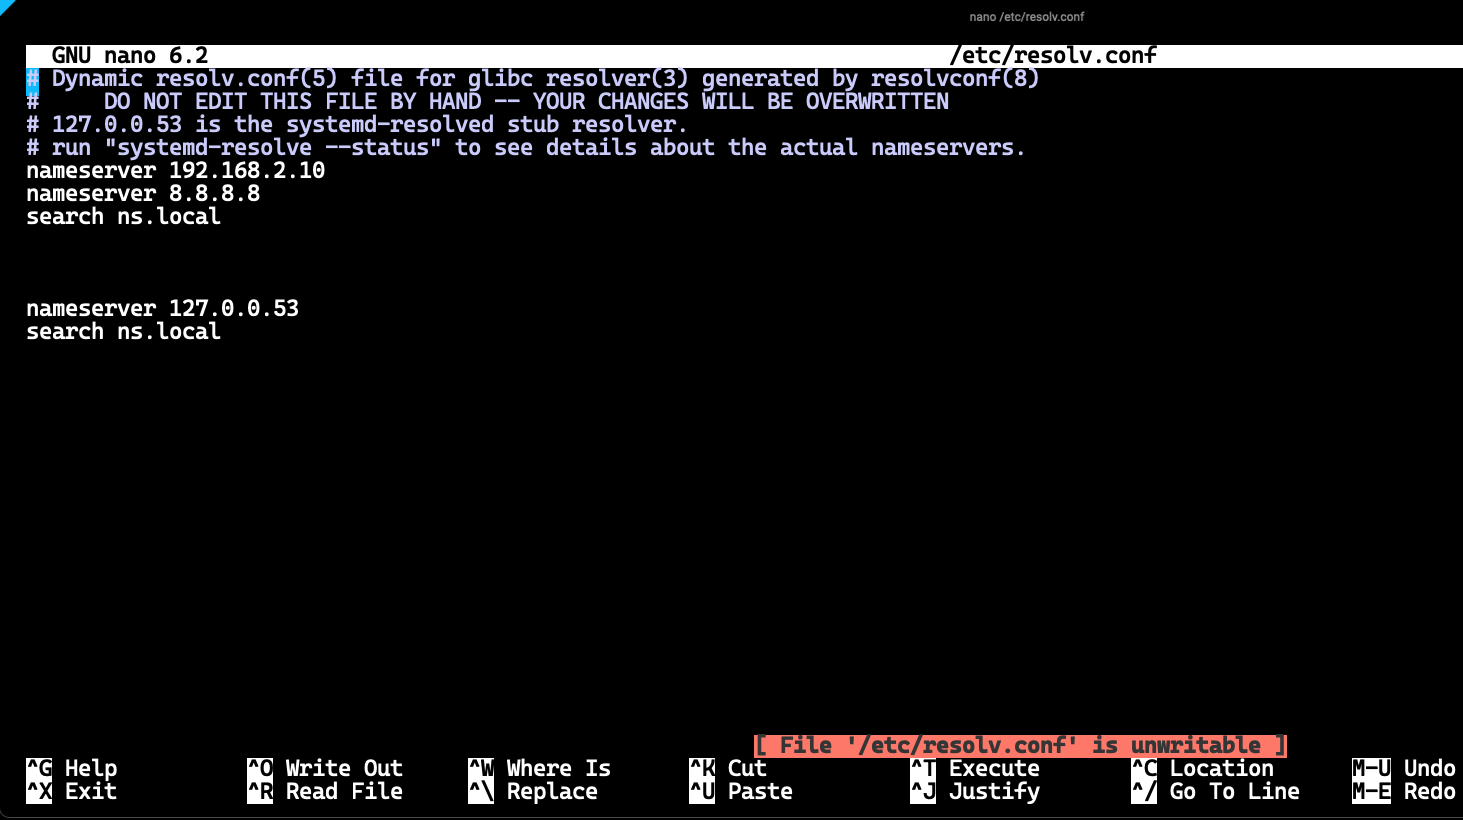 nano /etc/resolv.conf
GNU nano 6.2 /etc/resolv.conf
# Dynamic resolv.conf(5) file for glibc resolver(3) generated by resolvconf(8)
#     DO NOT EDIT THIS FILE BY HAND -- YOUR CHANGES WILL BE OVERWRITTEN
# 127.0.0.53 is the systemd-resolved stub resolver.
# run "systemd-resolve --status" to see details about the actual nameservers.
nameserver 192.168.2.10
nameserver 8.8.8.8
search ns.local
nameserver 127.0.0.53
search ns.local
[ File '/etc/resolv.conf' is unwritable ]
^G Help ^O Write Out ^W Where Is ^K Cut ^T Execute ^C Location M-U Undo
^X Exit ^R Read File ^\ Replace ^U Paste ^J Justify ^/ Go To Line M-E Redo